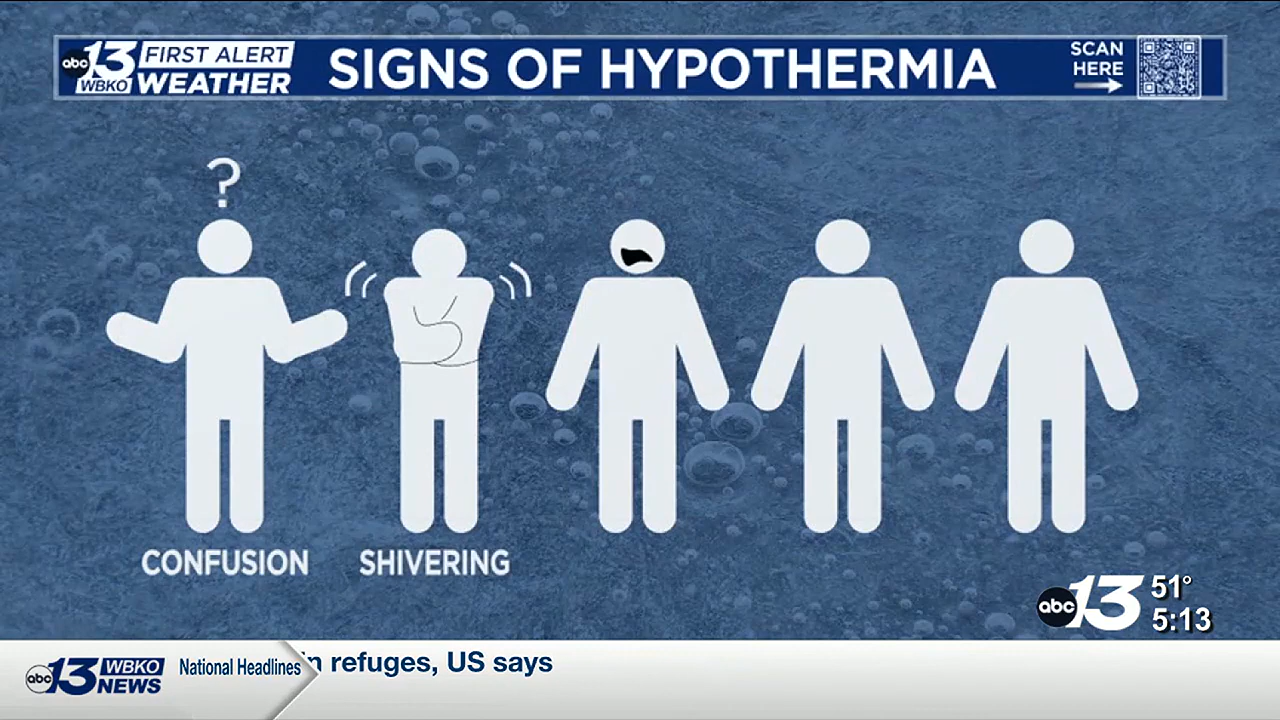 abc 13 WBKO FIRST ALERT WEATHER
SIGNS OF HYPOTHERMIA
SCAN HERE
?
CONFUSION
SHIVERING
abc 13
51°
5:13
abc 13 WBKO NEWS
National Headlines
n refuges, US says